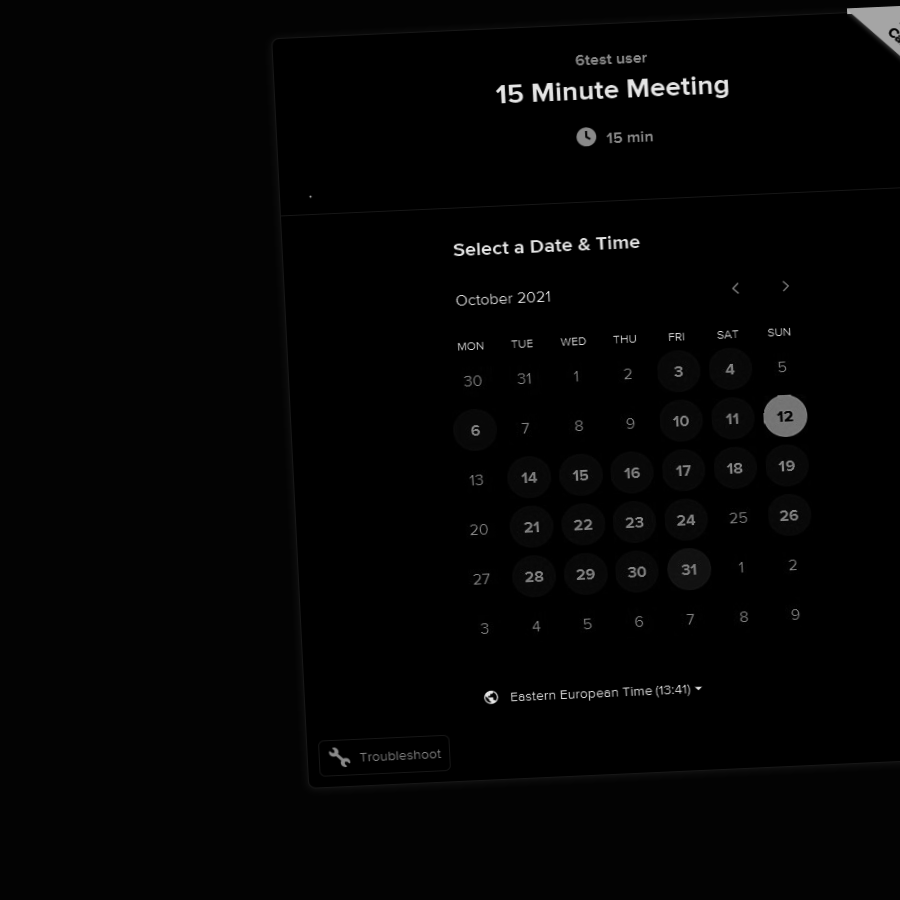 6test user
15 Minute Meeting
15 min
Select a Date & Time
October 2021
MON TUE WED THU FRI SAT SUN
30 31 1 2 3 4 5
6 7 8 9 10 11 12
13 14 15 16 17 18 19
20 21 22 23 24 25 26
27 28 29 30 31 1 2
3 4 5 6 7 8 9
Eastern European Time (13:41)
Troubleshoot